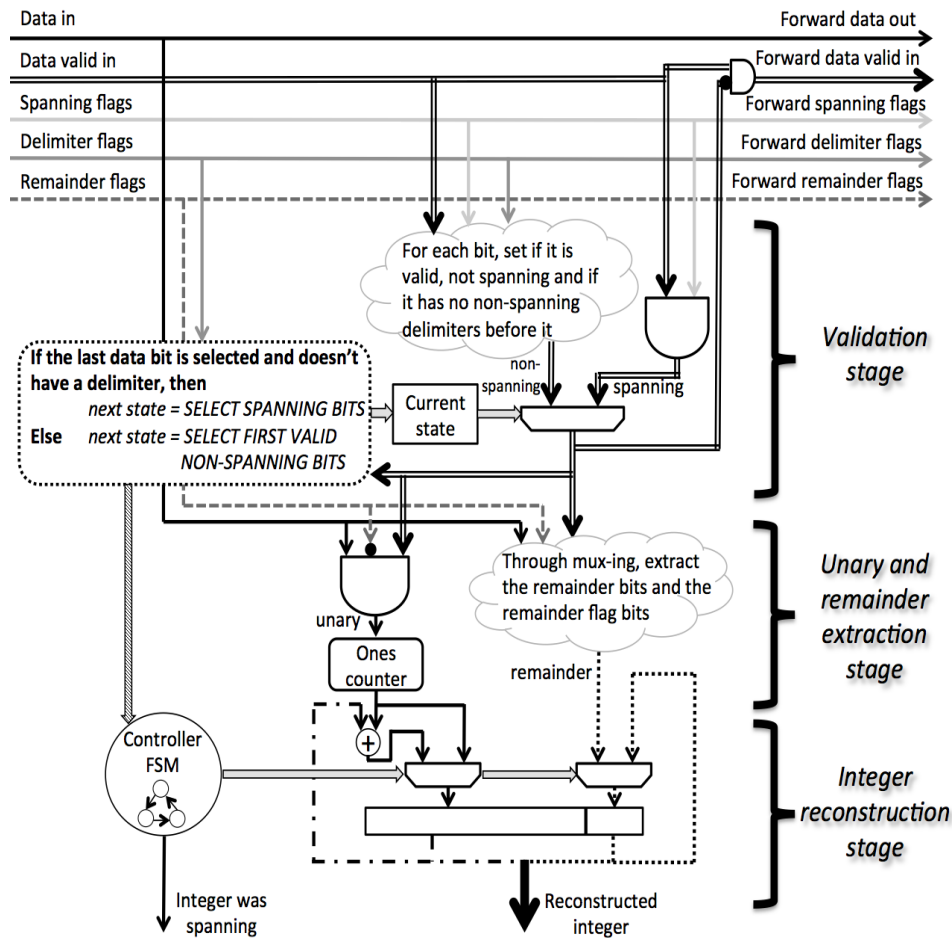 Data in
Forward data out
Data valid in
Forward data valid in
Spanning flags
Forward spanning flags
Delimiter flags
Forward delimiter flags
Remainder flags
Forward remainder flags
For each bit, set if it is
valid, not spanning and if
it has no non-spanning
delimiters before it
Validation
stage
If the last data bit is selected and doesn't
have a delimiter, then
next state = SELECT SPANNING BITS
Else next state = SELECT FIRST VALID
NON-SPANNING BITS
Current
state
non-
spanning
spanning
Through mux-ing, extract
the remainder bits and the
remainder flag bits
Unary and
remainder
extraction
stage
unary
Ones
counter
remainder
Controller
FSM
+
Integer
reconstruction
stage
Integer was
spanning
Reconstructed
integer